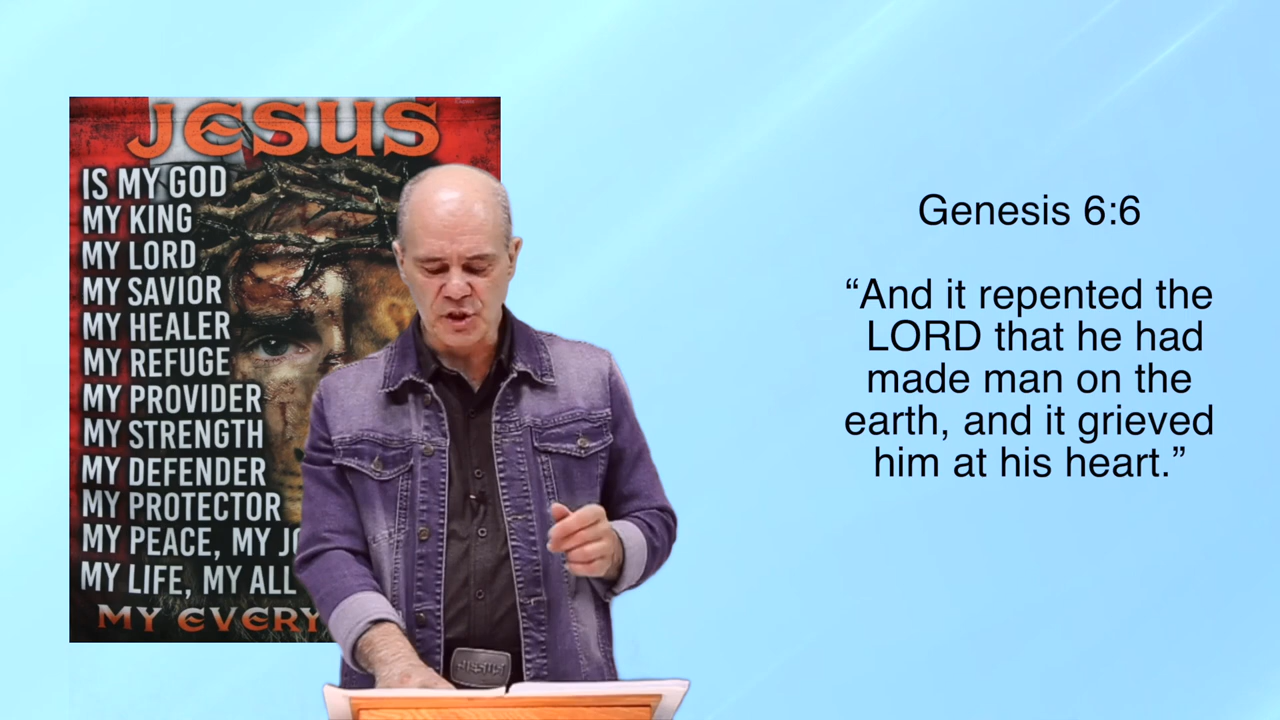 JESUS
IS MY GOD
MY KING
MY LORD
MY SAVIOR
MY HEALER
MY REFUGE
MY PROVIDER
MY STRENGTH
MY DEFENDER
MY PROTECTOR
MY PEACE, MY
MY LIFE, MY ALL
MY EVERY
JESUS
Genesis 6:6
“And it repented the
LORD that he had
made man on the
earth, and it grieved
him at his heart.”